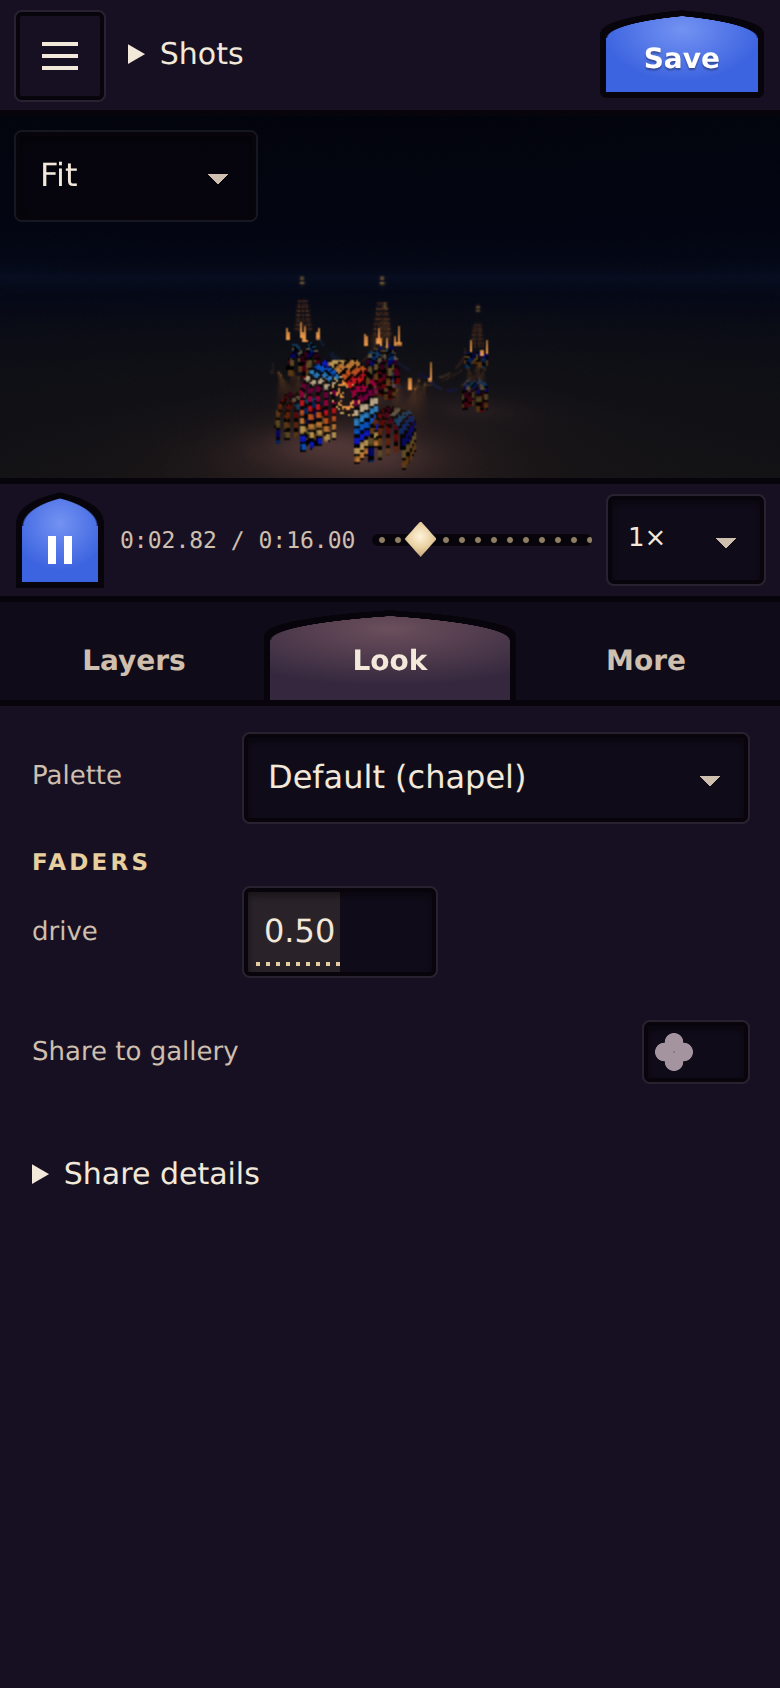 Shots
Save
Fit
0:02.82 / 0:16.00
1×
Layers
Look
More
Palette
Default (chapel)
FADERS
drive
0.50
Share to gallery
Share details